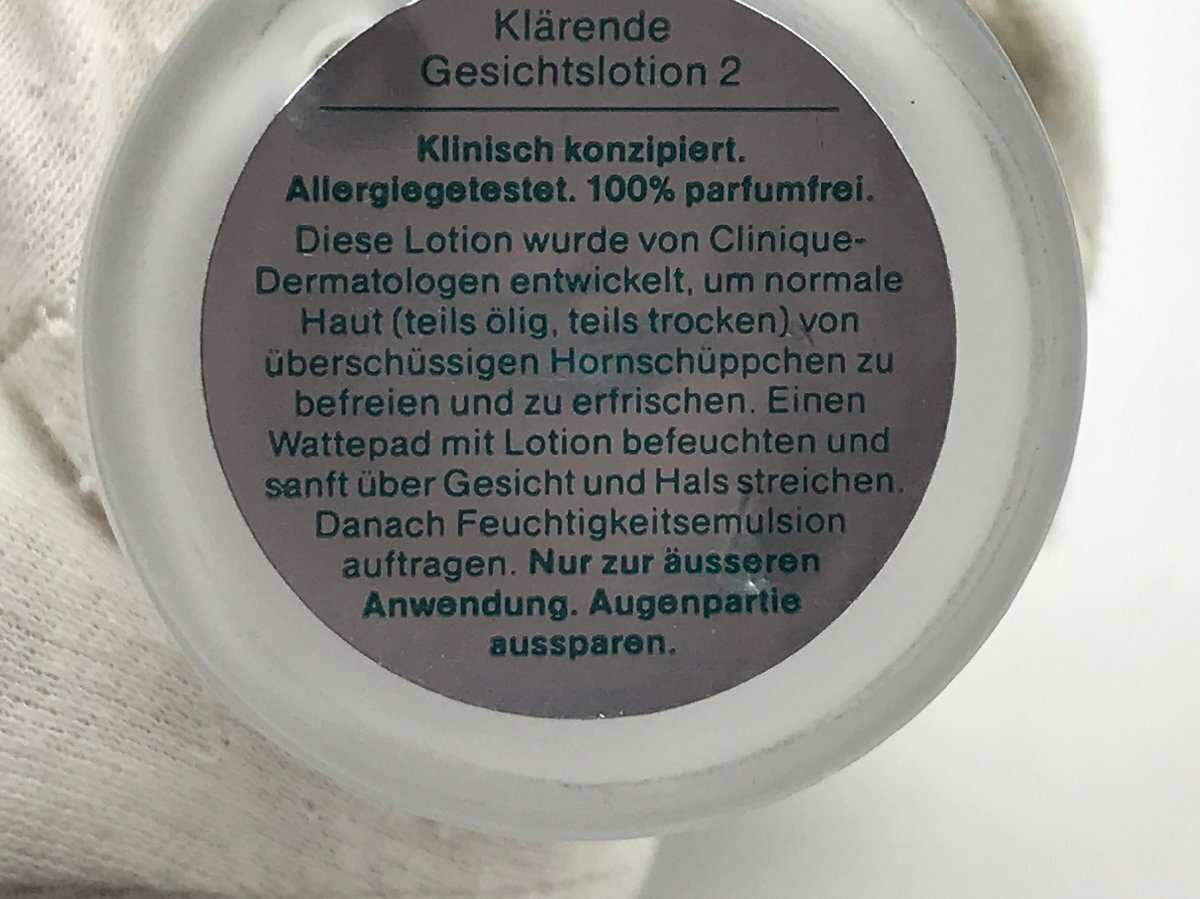 Klärende
Gesichtslotion 2
Klinisch konzipiert.
Allergiegetestet. 100% parfumfrei.
Diese Lotion wurde von Clinique-
Dermatologen entwickelt, um normale
Haut (teils ölig, teils trocken) von
überschüssigen Hornschüppchen zu
befreien und zu erfrischen. Einen
Wattepad mit Lotion befeuchten und
sanft über Gesicht und Hals streichen.
Danach Feuchtigkeitsemulsion
auftragen. Nur zur äusseren
Anwendung. Augenpartie
aussparen.